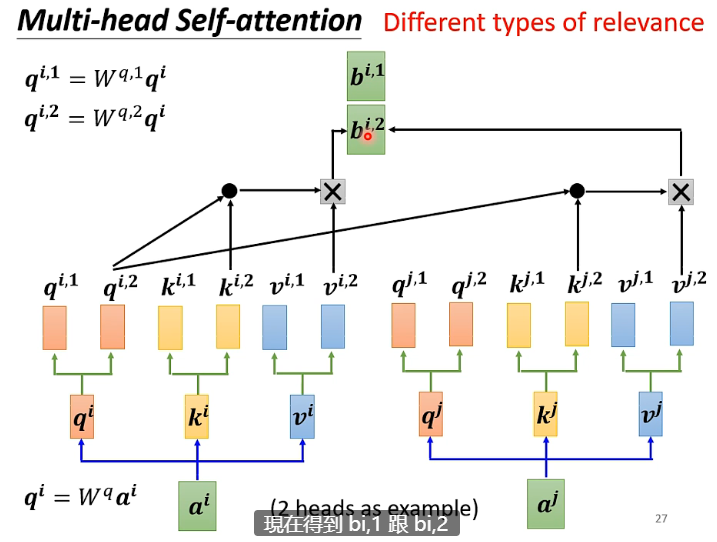 Multi-head Self-attention Different types of relevance
q^{i,1} = W^{q,1}q^i
q^{i,2} = W^{q,2}q^i
b^{i,1}
b^{i,2}
q^{i,1} q^{i,2} k^{i,1} k^{i,2} v^{i,1} v^{i,2} q^{j,1} q^{j,2} k^{j,1} k^{j,2} v^{j,1} v^{j,2}
q^i k^i v^i q^j k^j v^j
q^i = W^q a^i
a^i (2 heads as example) a^j
現在得到 bi,1 跟 bi,2
27